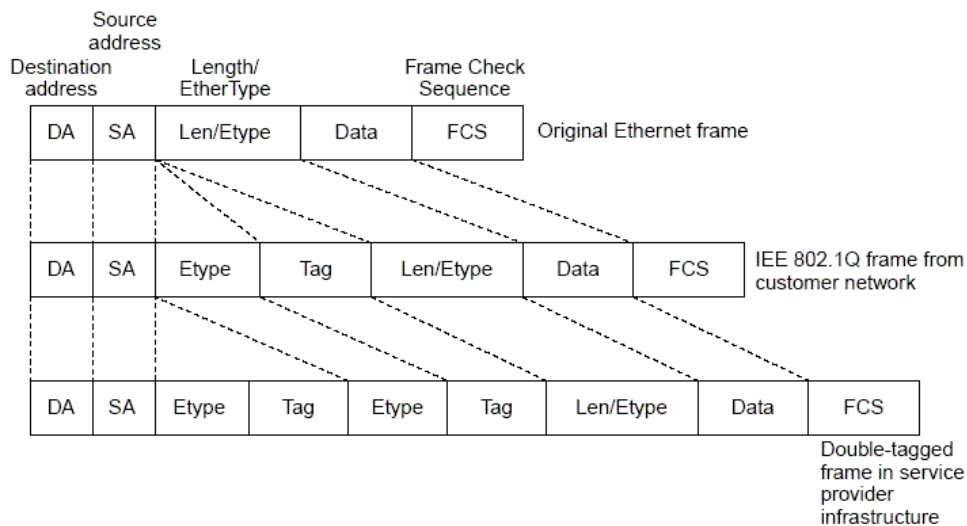 Source
address
Destination
address
Length/
EtherType
Frame Check
Sequence
DA SA Len/Etype Data FCS
Original Ethernet frame
DA SA Etype Tag Len/Etype Data FCS
IEE 802.1Q frame from
customer network
DA SA Etype Tag Etype Tag Len/Etype Data FCS
Double-tagged
frame in service
provider
infrastructure